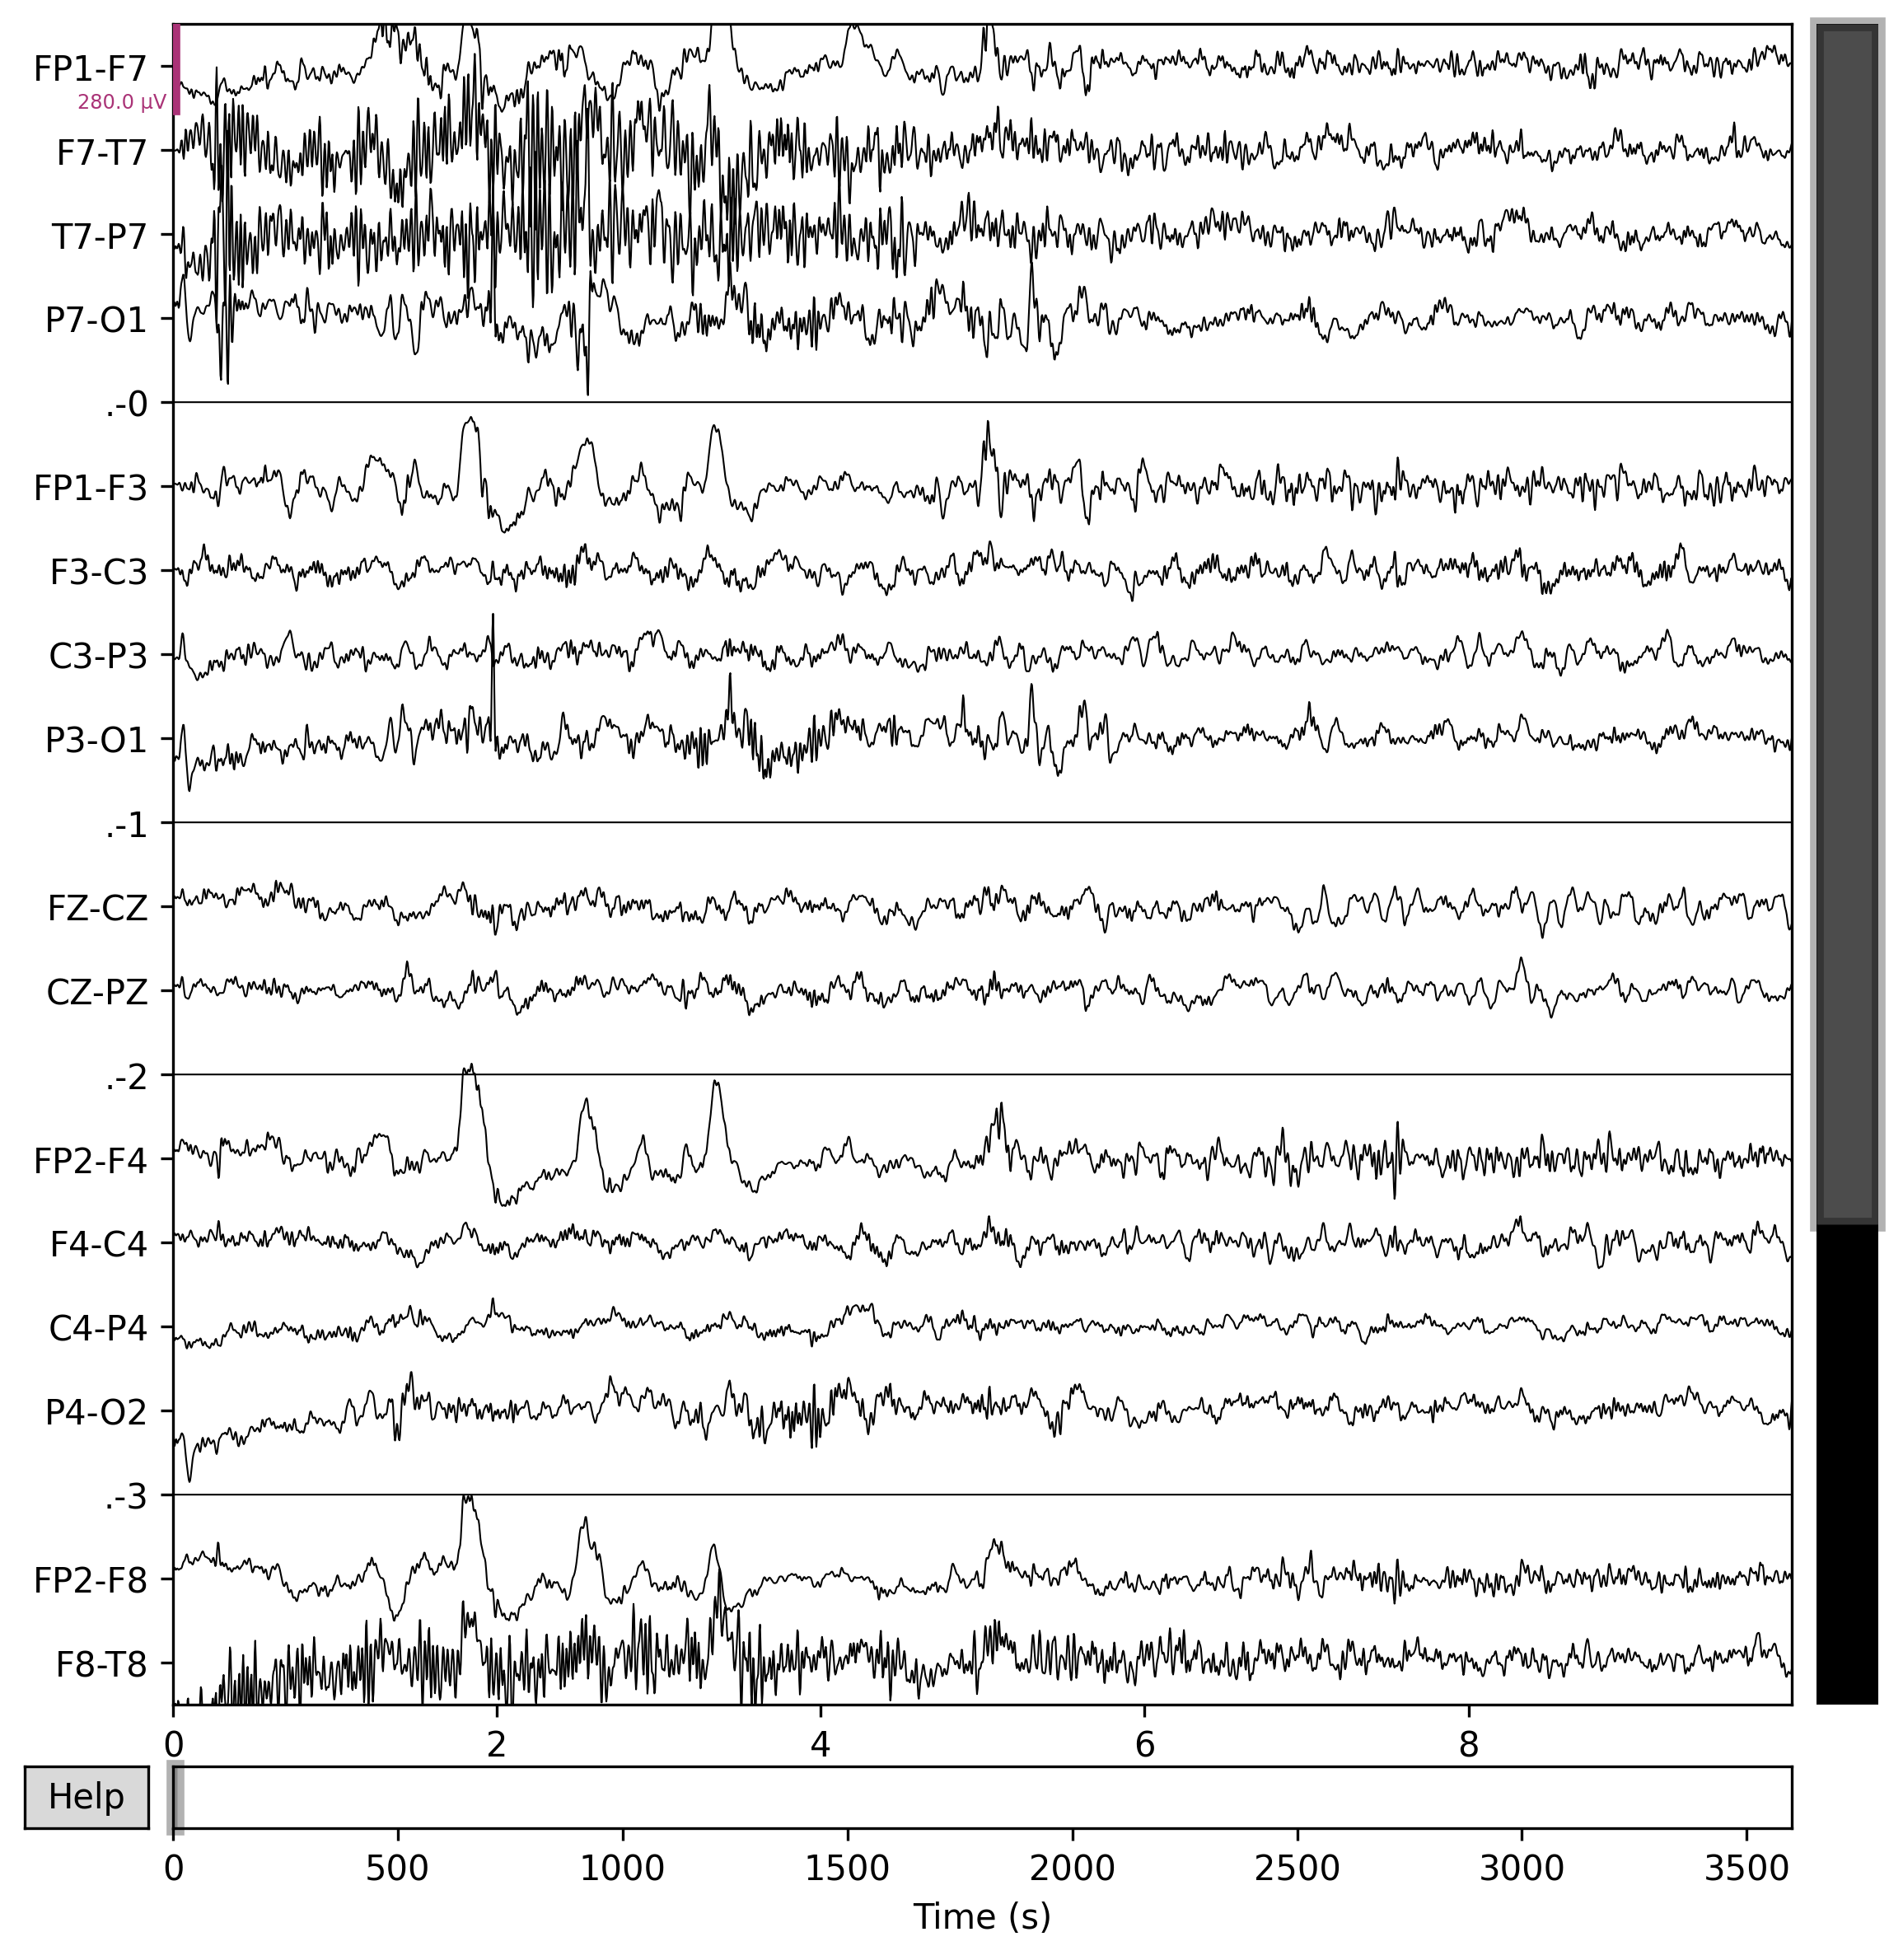 FP1-F7
280.0 µV
F7-T7
T7-P7
P7-O1
.-0
FP1-F3
F3-C3
C3-P3
P3-O1
.-1
FZ-CZ
CZ-PZ
.-2
FP2-F4
F4-C4
C4-P4
P4-O2
.-3
FP2-F8
F8-T8
0 2 4 6 8
Help
0 500 1000 1500 2000 2500 3000 3500
Time (s)